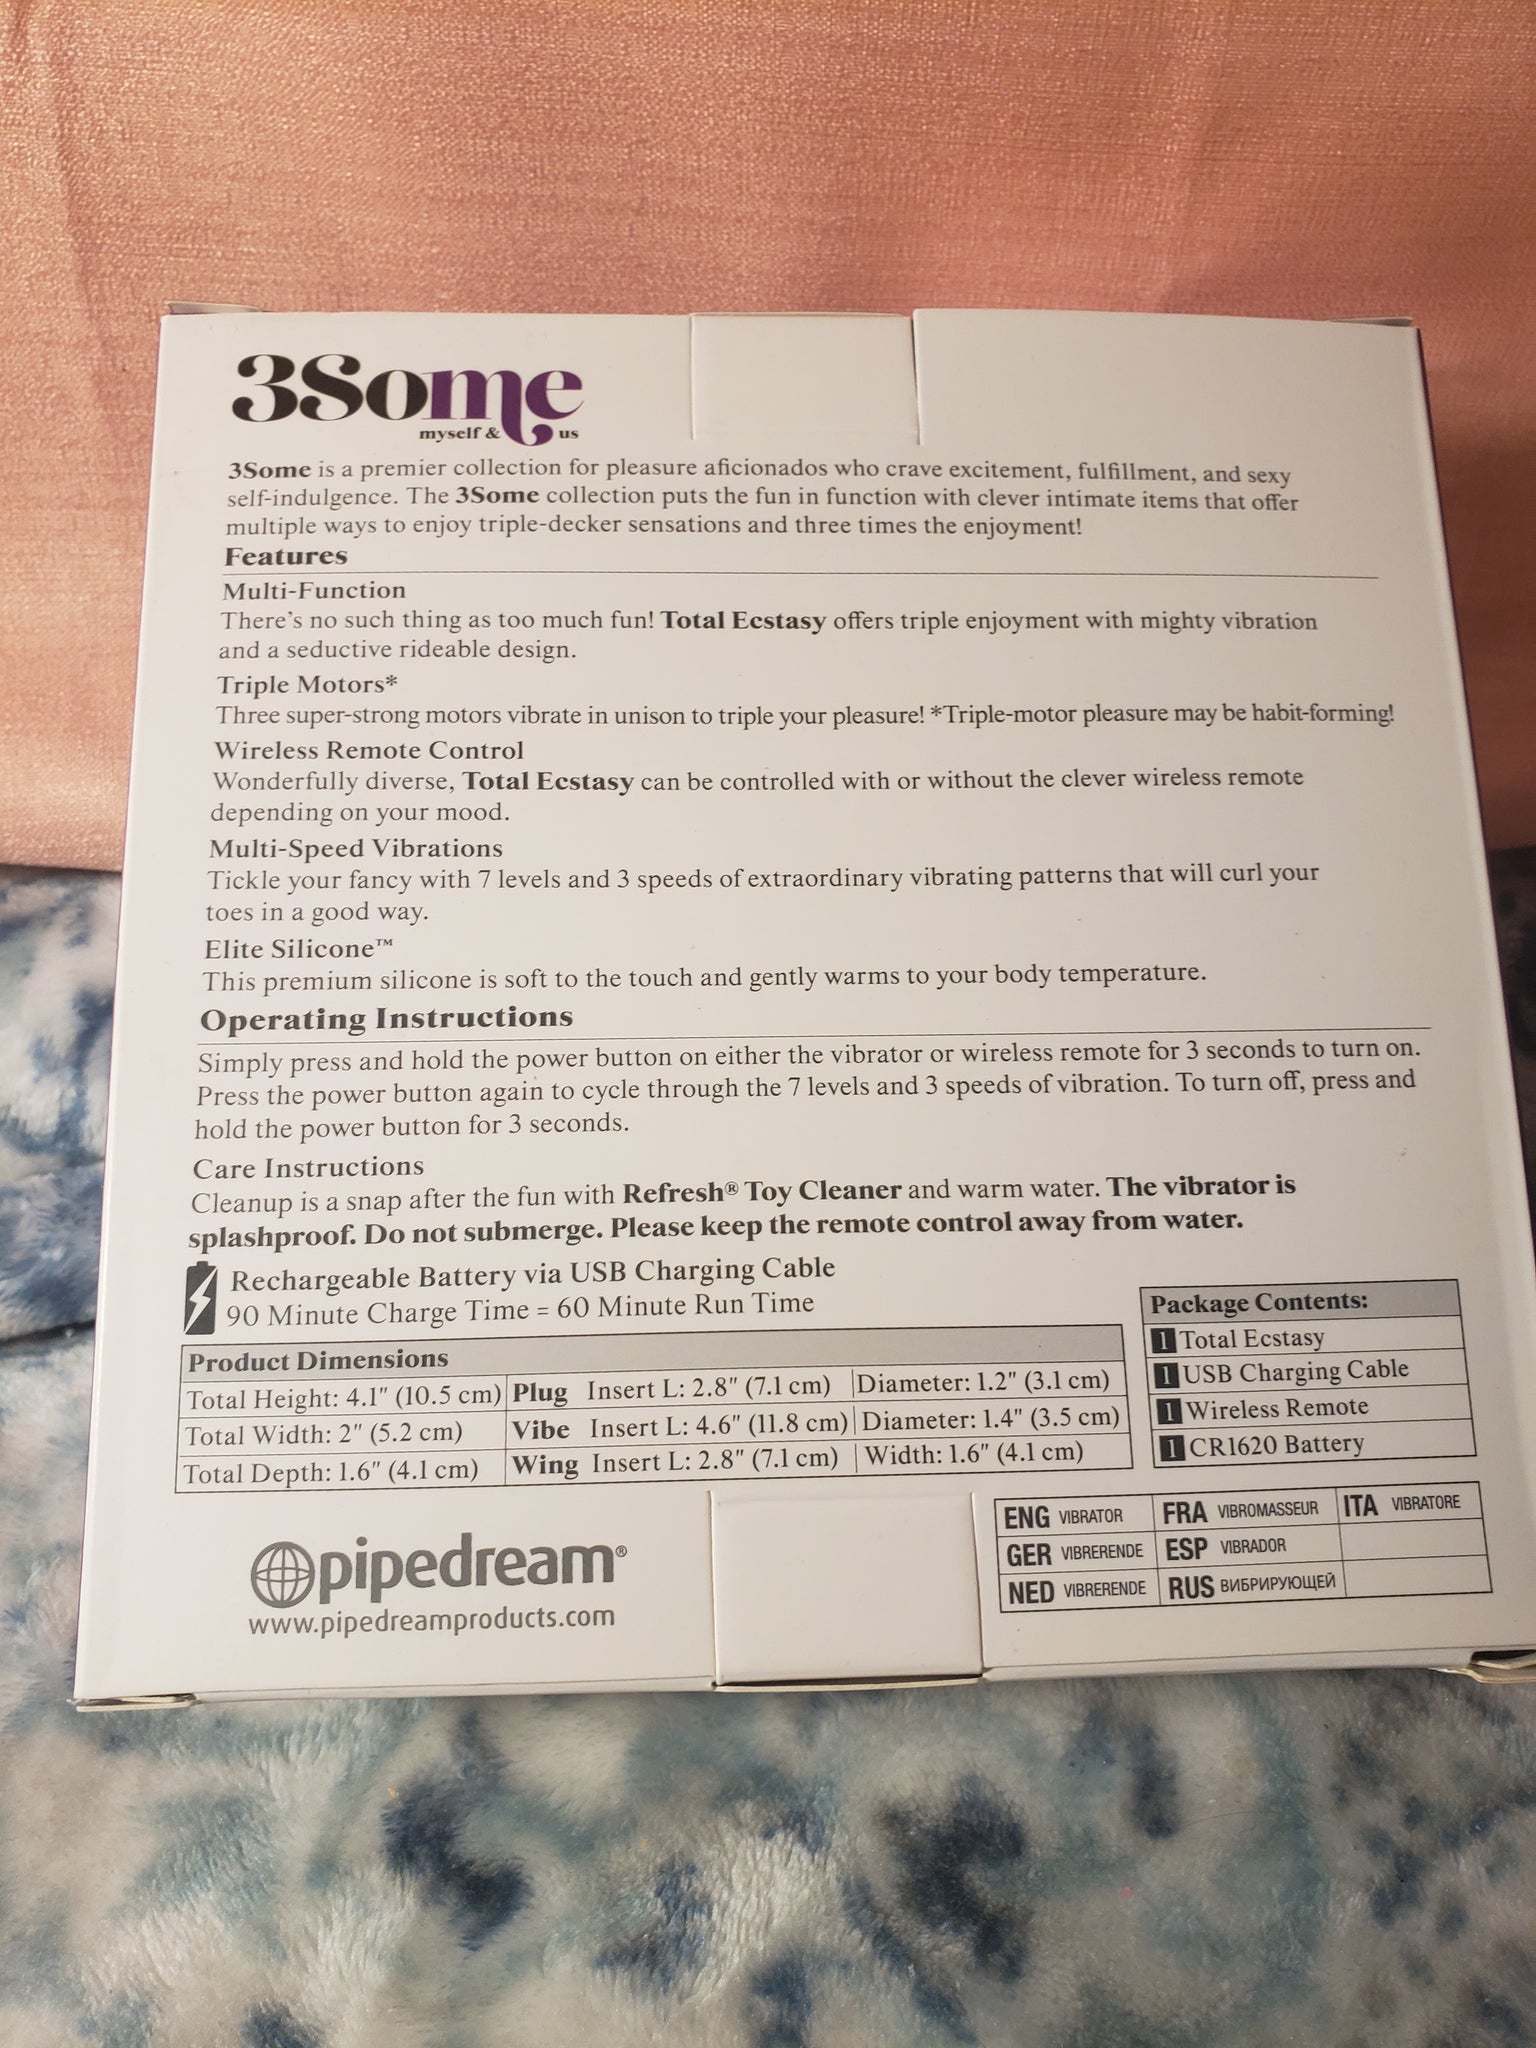 3Some
myself & us
3Some is a premier collection for pleasure aficionados who crave excitement, fulfillment, and sexy
self-indulgence. The 3Some collection puts the fun in function with clever intimate items that offer
multiple ways to enjoy triple-decker sensations and three times the enjoyment!
Features
Multi-Function
There's no such thing as too much fun! Total Ecstasy offers triple enjoyment with mighty vibration
and a seductive rideable design.
Triple Motors*
Three super-strong motors vibrate in unison to triple your pleasure! *Triple-motor pleasure may be habit-forming!
Wireless Remote Control
Wonderfully diverse, Total Ecstasy can be controlled with or without the clever wireless remote
depending on your mood.
Multi-Speed Vibrations
Tickle your fancy with 7 levels and 3 speeds of extraordinary vibrating patterns that will curl your
toes in a good way.
Elite Silicone™
This premium silicone is soft to the touch and gently warms to your body temperature.
Operating Instructions
Simply press and hold the power button on either the vibrator or wireless remote for 3 seconds to turn on.
Press the power button again to cycle through the 7 levels and 3 speeds of vibration. To turn off, press and
hold the power button for 3 seconds.
Care Instructions
Cleanup is a snap after the fun with Refresh® Toy Cleaner and warm water. The vibrator is
splashproof. Do not submerge. Please keep the remote control away from water.
Rechargeable Battery via USB Charging Cable
90 Minute Charge Time = 60 Minute Run Time
Product Dimensions
Total Height: 4.1" (10.5 cm) Plug Insert L: 2.8" (7.1 cm) Diameter: 1.2" (3.1 cm)
Total Width: 2" (5.2 cm) Vibe Insert L: 4.6" (11.8 cm) Diameter: 1.4" (3.5 cm)
Total Depth: 1.6" (4.1 cm) Wing Insert L: 2.8" (7.1 cm) Width: 1.6" (4.1 cm)
Package Contents:
1 Total Ecstasy
1 USB Charging Cable
1 Wireless Remote
1 CR1620 Battery
pipedream®
www.pipedreamproducts.com
ENG VIBRATOR FRA VIBROMASSEUR ITA VIBRATORE
GER VIBRERENDE ESP VIBRADOR
NED VIBRERENDE RUS ВИБРИРУЮЩЕЙ